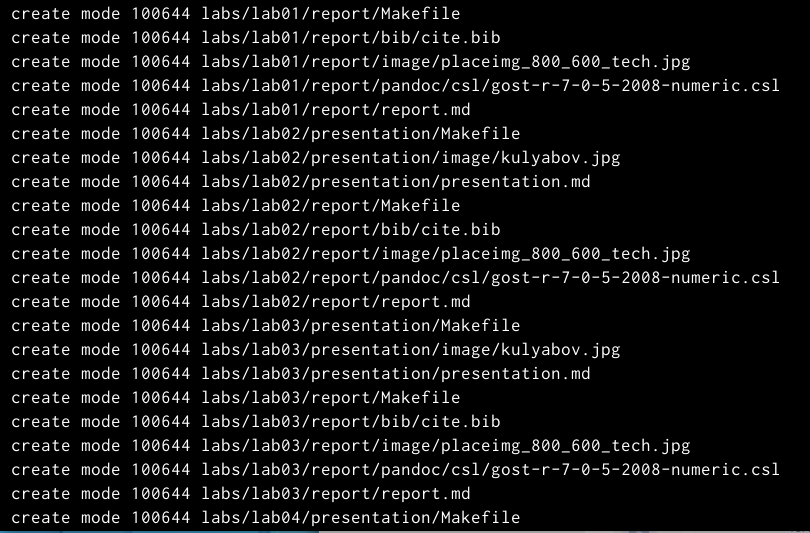 create mode 100644 labs/lab01/report/Makefile
create mode 100644 labs/lab01/report/bib/cite.bib
create mode 100644 labs/lab01/report/image/placeimg_800_600_tech.jpg
create mode 100644 labs/lab01/report/pandoc/csl/gost-r-7-0-5-2008-numeric.csl
create mode 100644 labs/lab01/report/report.md
create mode 100644 labs/lab02/presentation/Makefile
create mode 100644 labs/lab02/presentation/image/kulyabov.jpg
create mode 100644 labs/lab02/presentation/presentation.md
create mode 100644 labs/lab02/report/Makefile
create mode 100644 labs/lab02/report/bib/cite.bib
create mode 100644 labs/lab02/report/image/placeimg_800_600_tech.jpg
create mode 100644 labs/lab02/report/pandoc/csl/gost-r-7-0-5-2008-numeric.csl
create mode 100644 labs/lab02/report/report.md
create mode 100644 labs/lab03/presentation/Makefile
create mode 100644 labs/lab03/presentation/image/kulyabov.jpg
create mode 100644 labs/lab03/presentation/presentation.md
create mode 100644 labs/lab03/report/Makefile
create mode 100644 labs/lab03/report/bib/cite.bib
create mode 100644 labs/lab03/report/image/placeimg_800_600_tech.jpg
create mode 100644 labs/lab03/report/pandoc/csl/gost-r-7-0-5-2008-numeric.csl
create mode 100644 labs/lab03/report/report.md
create mode 100644 labs/lab04/presentation/Makefile